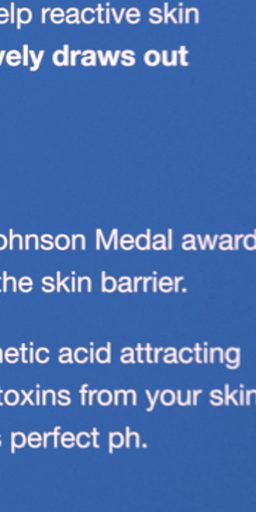 elp reactive skin
vely draws out
ohnson Medal award
the skin barrier.
netic acid attracting
toxins from your skin
s perfect ph.